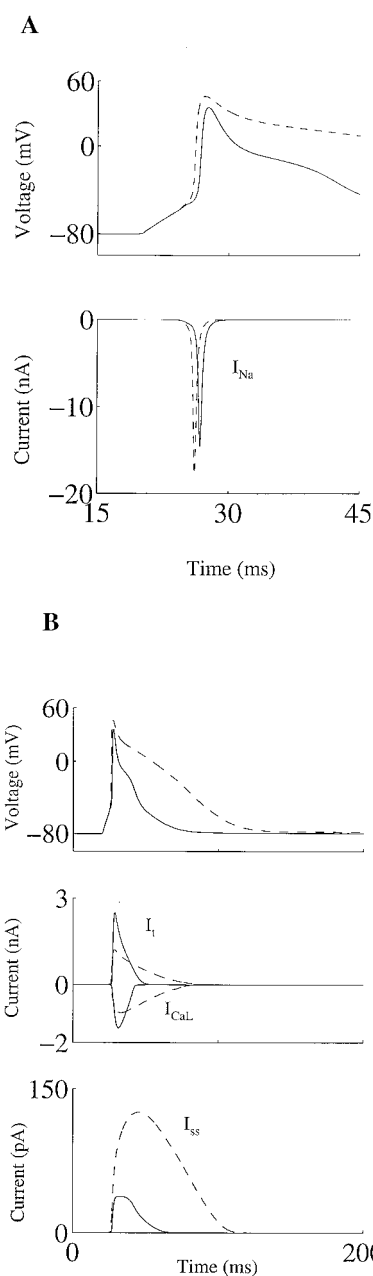 A
60
0
−80
Voltage (mV)
0
−10
−20
Current (nA)
I_Na
15
30
45
Time (ms)
B
60
0
−80
Voltage (mV)
3
0
−2
Current (nA)
I_t
I_CaL
150
0
Current (pA)
I_ss
0
200
Time (ms)